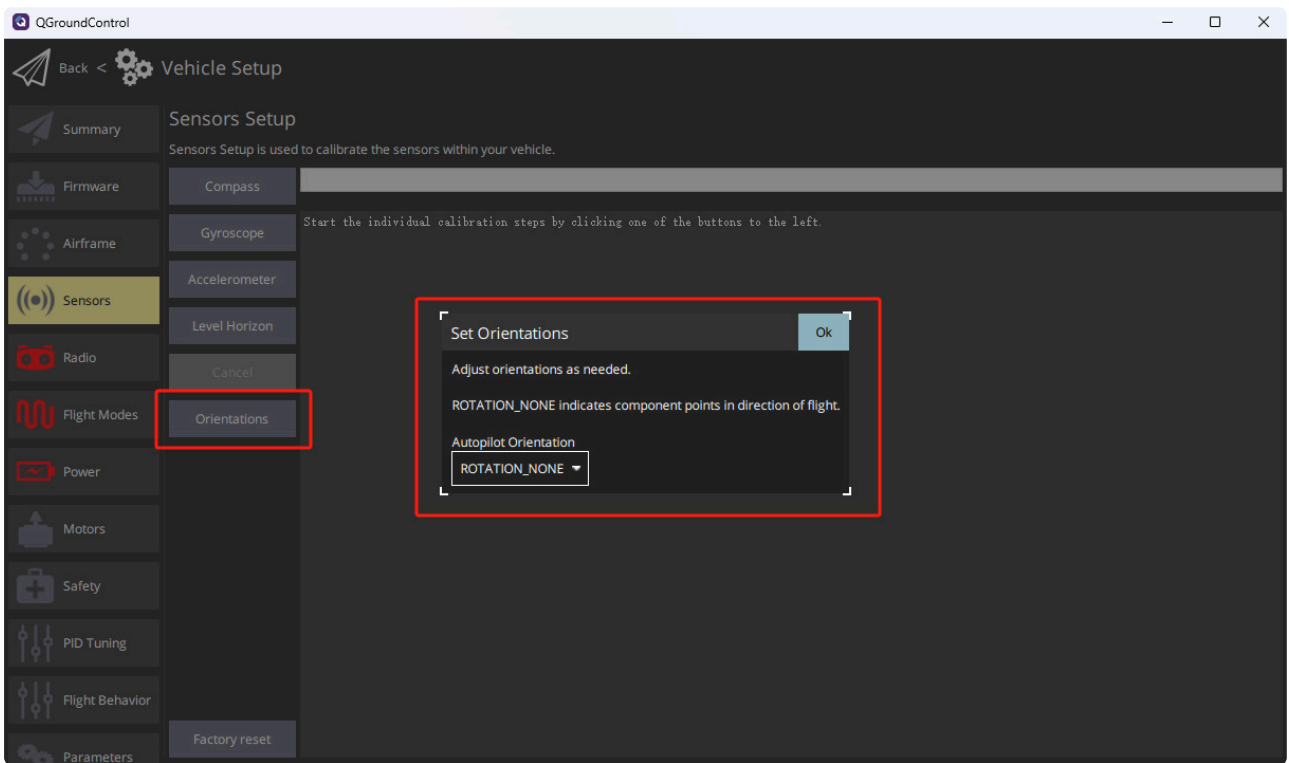 QGroundControl
Back < Vehicle Setup
Summary
Firmware
Airframe
Sensors
Radio
Flight Modes
Power
Motors
Safety
PID Tuning
Flight Behavior
Parameters
Sensors Setup
Sensors Setup is used to calibrate the sensors within your vehicle.
Compass
Gyroscope
Accelerometer
Level Horizon
Cancel
Orientations
Factory reset
Start the individual calibration steps by clicking one of the buttons to the left.
Set Orientations
Ok
Adjust orientations as needed.
ROTATION_NONE indicates component points in direction of flight.
Autopilot Orientation
ROTATION_NONE